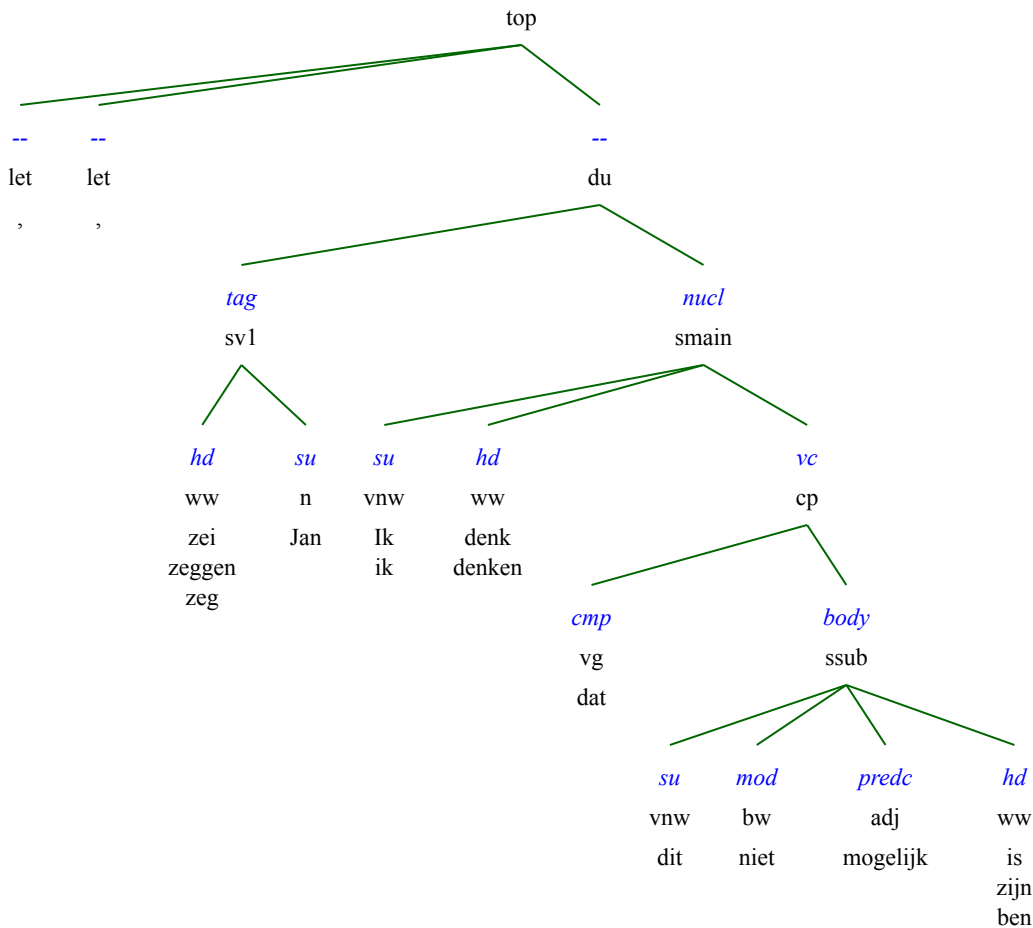 top
-- -- --
let let du
, ,
tag nucl
sv1 smain
hd su su hd vc
ww n vnw ww cp
zei Jan Ik denk
zeggen ik denken
zeg
cmp body
vg ssub
dat
su mod predc hd
vnw bw adj ww
dit niet mogelijk is
zijn
ben